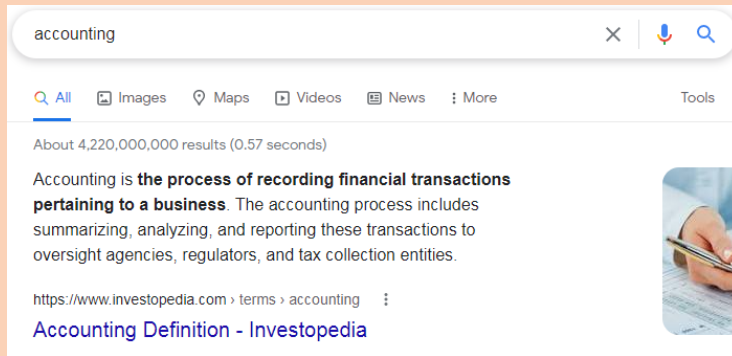 accounting
All Images Maps Videos News More Tools
About 4,220,000,000 results (0.57 seconds)
Accounting is the process of recording financial transactions
pertaining to a business. The accounting process includes
summarizing, analyzing, and reporting these transactions to
oversight agencies, regulators, and tax collection entities.
https://www.investopedia.com › terms › accounting
Accounting Definition - Investopedia